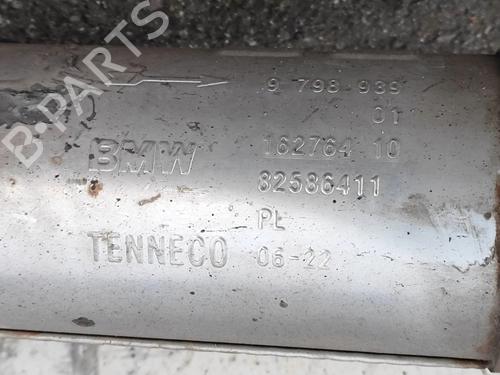 B-PARTS
9 798 939
01
BMW 162764 10
82586411
PL
TENNECO 06-22